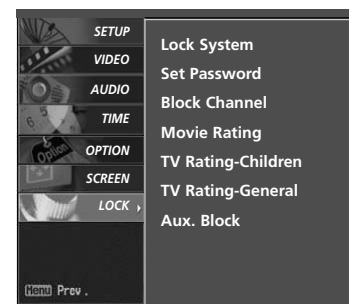 SETUP
VIDEO
AUDIO
TIME
OPTION
SCREEN
LOCK
Menu Prev.
Lock System
Set Password
Block Channel
Movie Rating
TV Rating-Children
TV Rating-General
Aux. Block